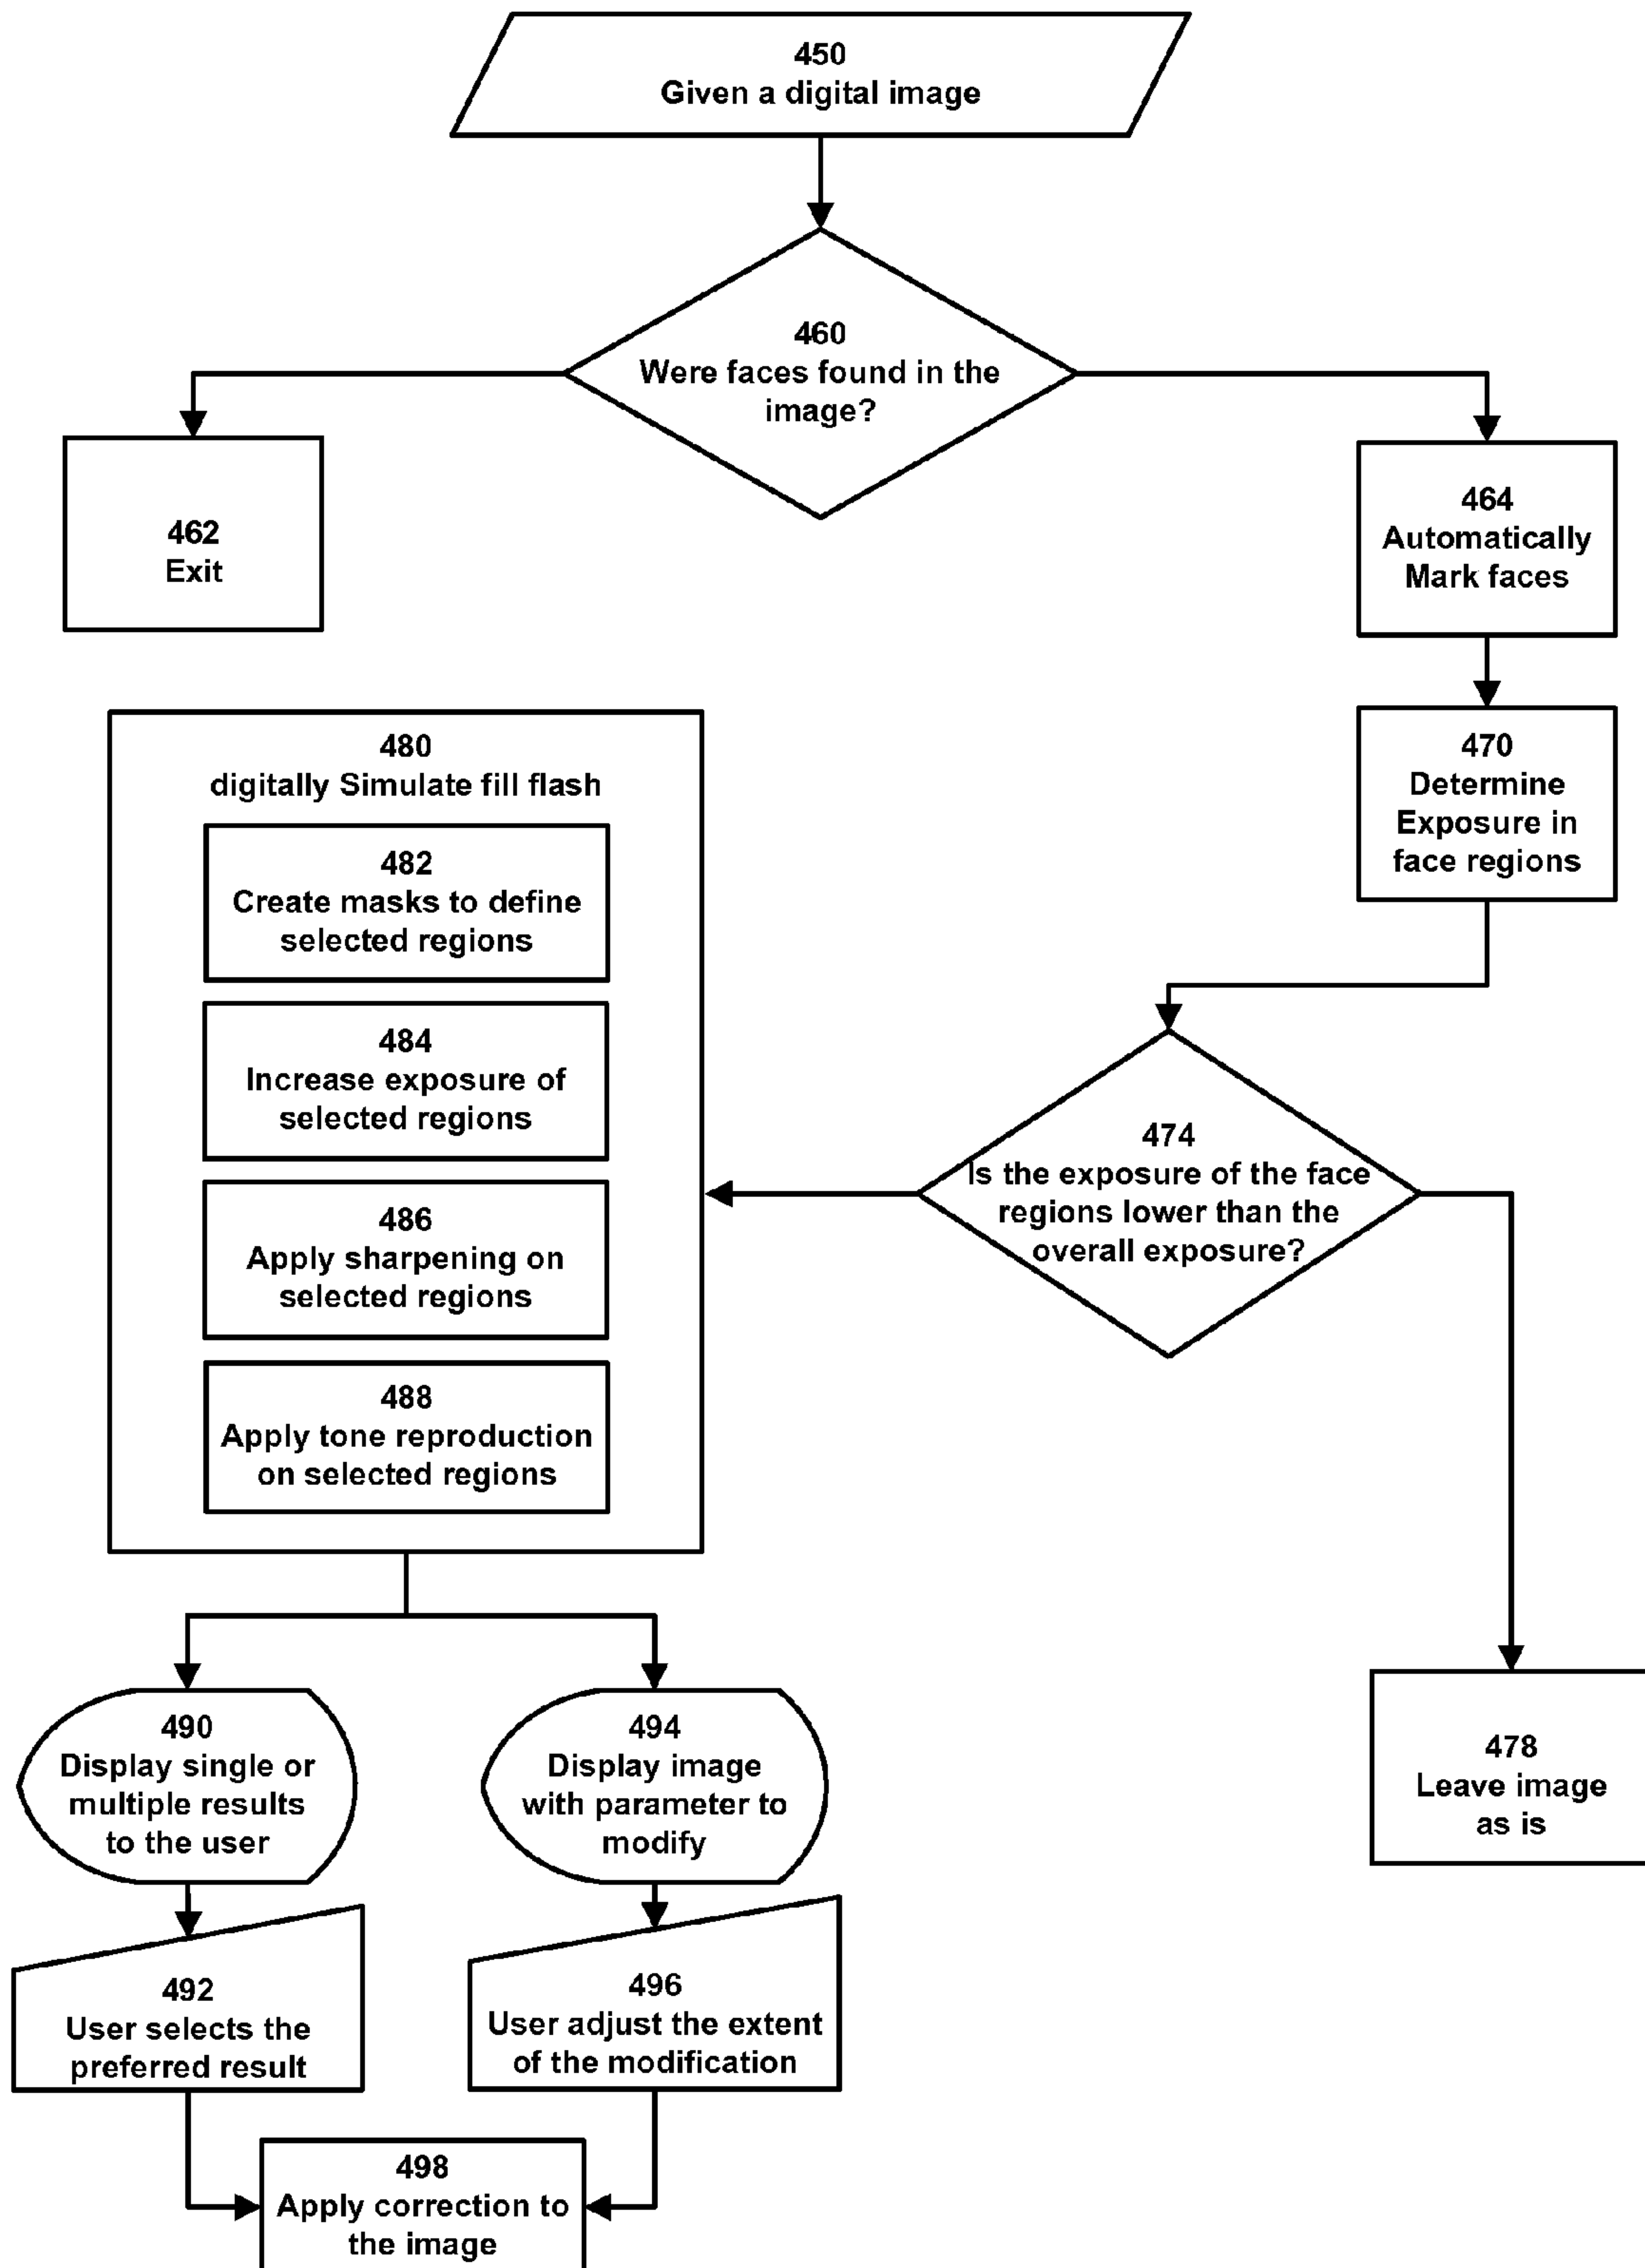 450
Given a digital image
460
Were faces found in the
image?
462
Exit
464
Automatically
Mark faces
470
Determine
Exposure in
face regions
474
Is the exposure of the face
regions lower than the
overall exposure?
478
Leave image
as is
480
digitally Simulate fill flash
482
Create masks to define
selected regions
484
Increase exposure of
selected regions
486
Apply sharpening on
selected regions
488
Apply tone reproduction
on selected regions
490
Display single or
multiple results
to the user
492
User selects the
preferred result
494
Display image
with parameter to
modify
496
User adjust the extent
of the modification
498
Apply correction to
the image